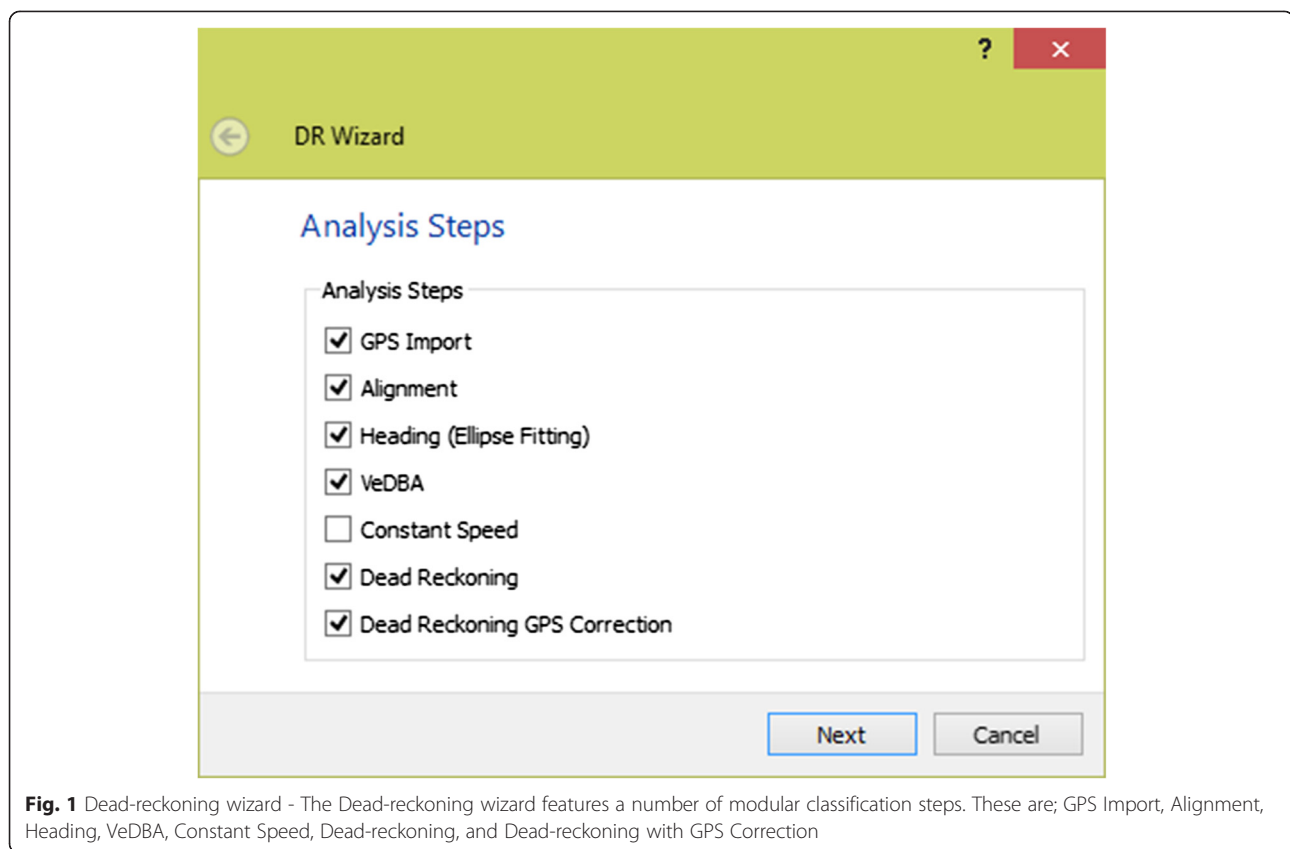 ?
DR Wizard
Analysis Steps
Analysis Steps
GPS Import
Alignment
Heading (Ellipse Fitting)
VeDBA
Constant Speed
Dead Reckoning
Dead Reckoning GPS Correction
Next Cancel
Fig. 1 Dead-reckoning wizard - The Dead-reckoning wizard features a number of modular classification steps. These are; GPS Import, Alignment,
Heading, VeDBA, Constant Speed, Dead-reckoning, and Dead-reckoning with GPS Correction